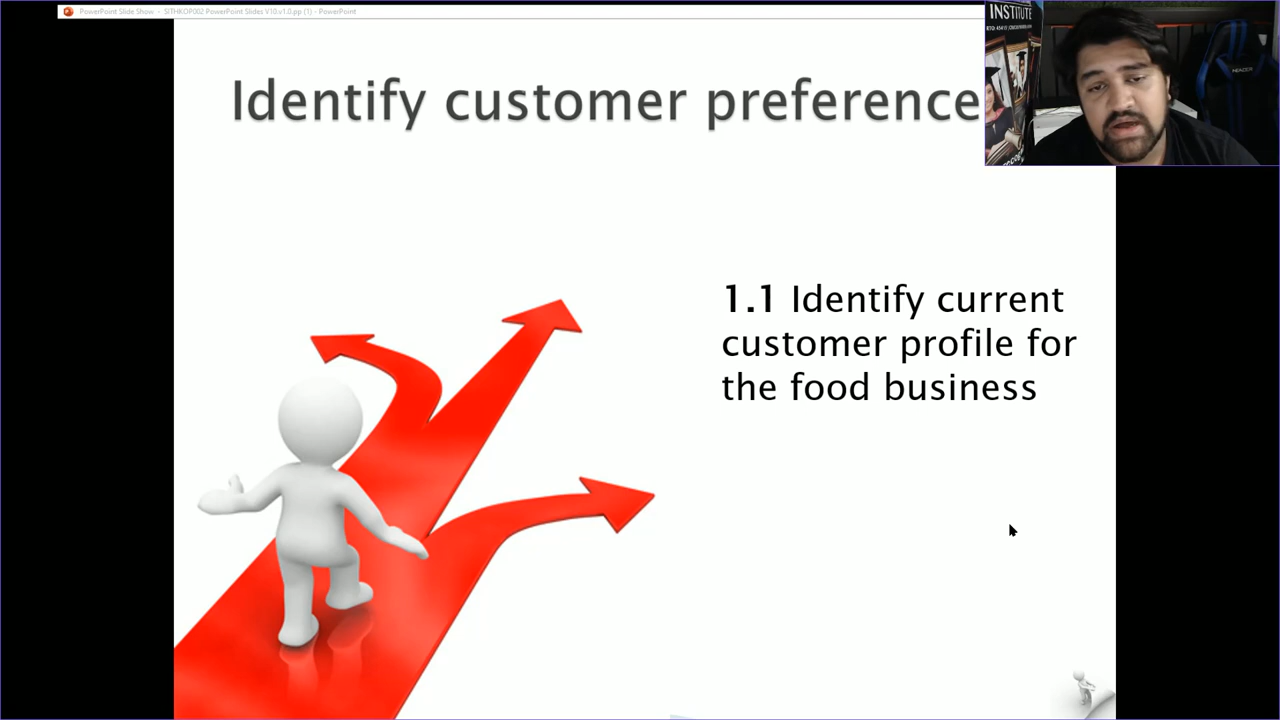 PowerPoint Slide Show - SITHKOP002 PowerPoint Slides V10.v1.0.pp (1) - PowerPoint
INSTITUTE
Identify customer preference
1.1 Identify current
customer profile for
the food business